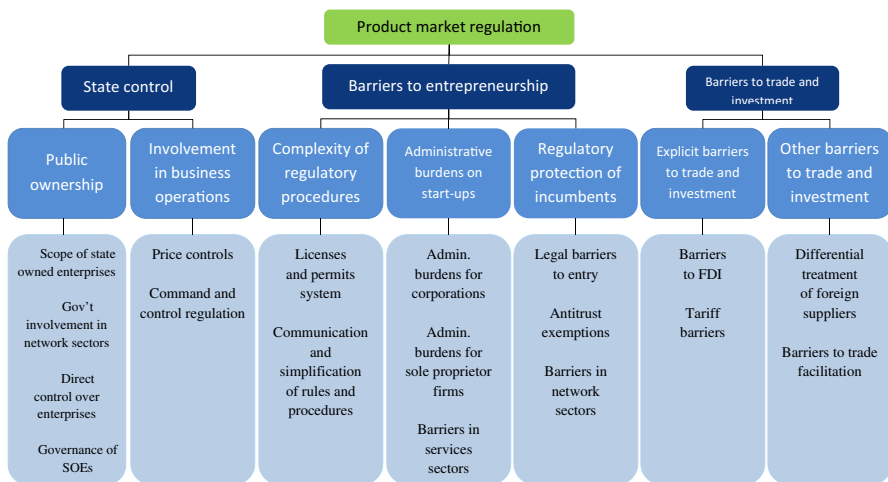 Product market regulation
State control
Barriers to entrepreneurship
Barriers to trade and
investment
Public
ownership
Involvement
in business
operations
Complexity of
regulatory
procedures
Administrative
burdens on
start-ups
Regulatory
protection of
incumbents
Explicit barriers
to trade and
investment
Other barriers
to trade and
investment
Scope of state
owned enterprises
Gov't
involvement in
network sectors
Direct
control over
enterprises
Governance of
SOEs
Price controls
Command and
control regulation
Licenses
and permits
system
Communication
and
simplification
of rules and
procedures
Admin.
burdens for
corporations
Admin.
burdens for
sole proprietor
firms
Barriers in
services
sectors
Legal barriers
to entry
Antitrust
exemptions
Barriers in
network
sectors
Barriers
to FDI
Tariff
barriers
Differential
treatment
of foreign
suppliers
Barriers to trade
facilitation